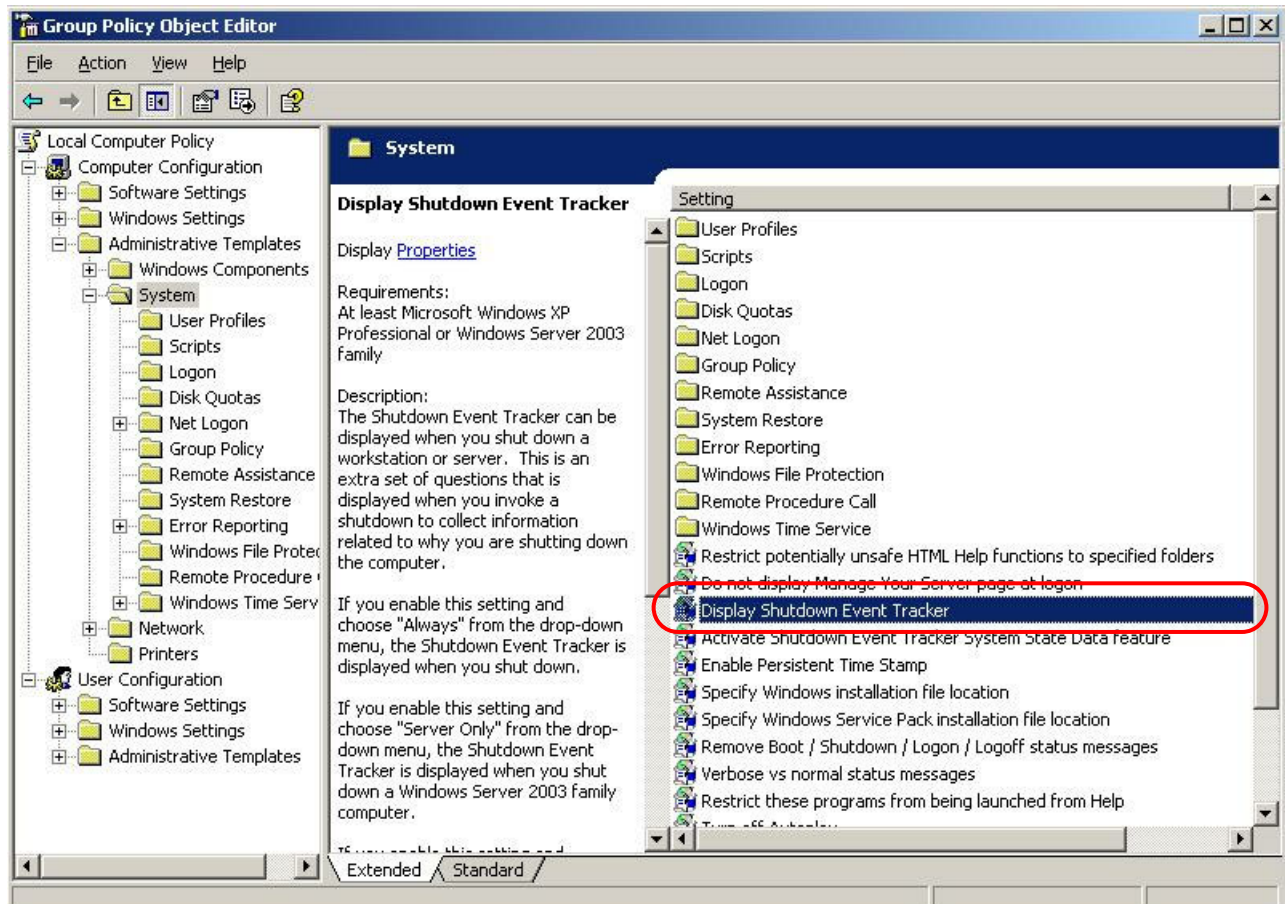 Group Policy Object Editor
File Action View Help
Local Computer Policy
Computer Configuration
Software Settings
Windows Settings
Administrative Templates
Windows Components
System
User Profiles
Scripts
Logon
Disk Quotas
Net Logon
Group Policy
Remote Assistance
System Restore
Error Reporting
Windows File Protec
Remote Procedure
Windows Time Serv
Network
Printers
User Configuration
Software Settings
Windows Settings
Administrative Templates
System
Display Shutdown Event Tracker
Display Properties
Requirements:
At least Microsoft Windows XP
Professional or Windows Server 2003
family
Description:
The Shutdown Event Tracker can be
displayed when you shut down a
workstation or server. This is an
extra set of questions that is
displayed when you invoke a
shutdown to collect information
related to why you are shutting down
the computer.
If you enable this setting and
choose "Always" from the drop-down
menu, the Shutdown Event Tracker is
displayed when you shut down.
If you enable this setting and
choose "Server Only" from the drop-
down menu, the Shutdown Event
Tracker is displayed when you shut
down a Windows Server 2003 family
computer.
If you enable this setting and
Setting
User Profiles
Scripts
Logon
Disk Quotas
Net Logon
Group Policy
Remote Assistance
System Restore
Error Reporting
Windows File Protection
Remote Procedure Call
Windows Time Service
Restrict potentially unsafe HTML Help functions to specified folders
Do not display Manage Your Server page at logon
Display Shutdown Event Tracker
Activate Shutdown Event Tracker System State Data feature
Enable Persistent Time Stamp
Specify Windows installation file location
Specify Windows Service Pack installation file location
Remove Boot / Shutdown / Logon / Logoff status messages
Verbose vs normal status messages
Restrict these programs from being launched from Help
Turn off Autoplay
Extended Standard